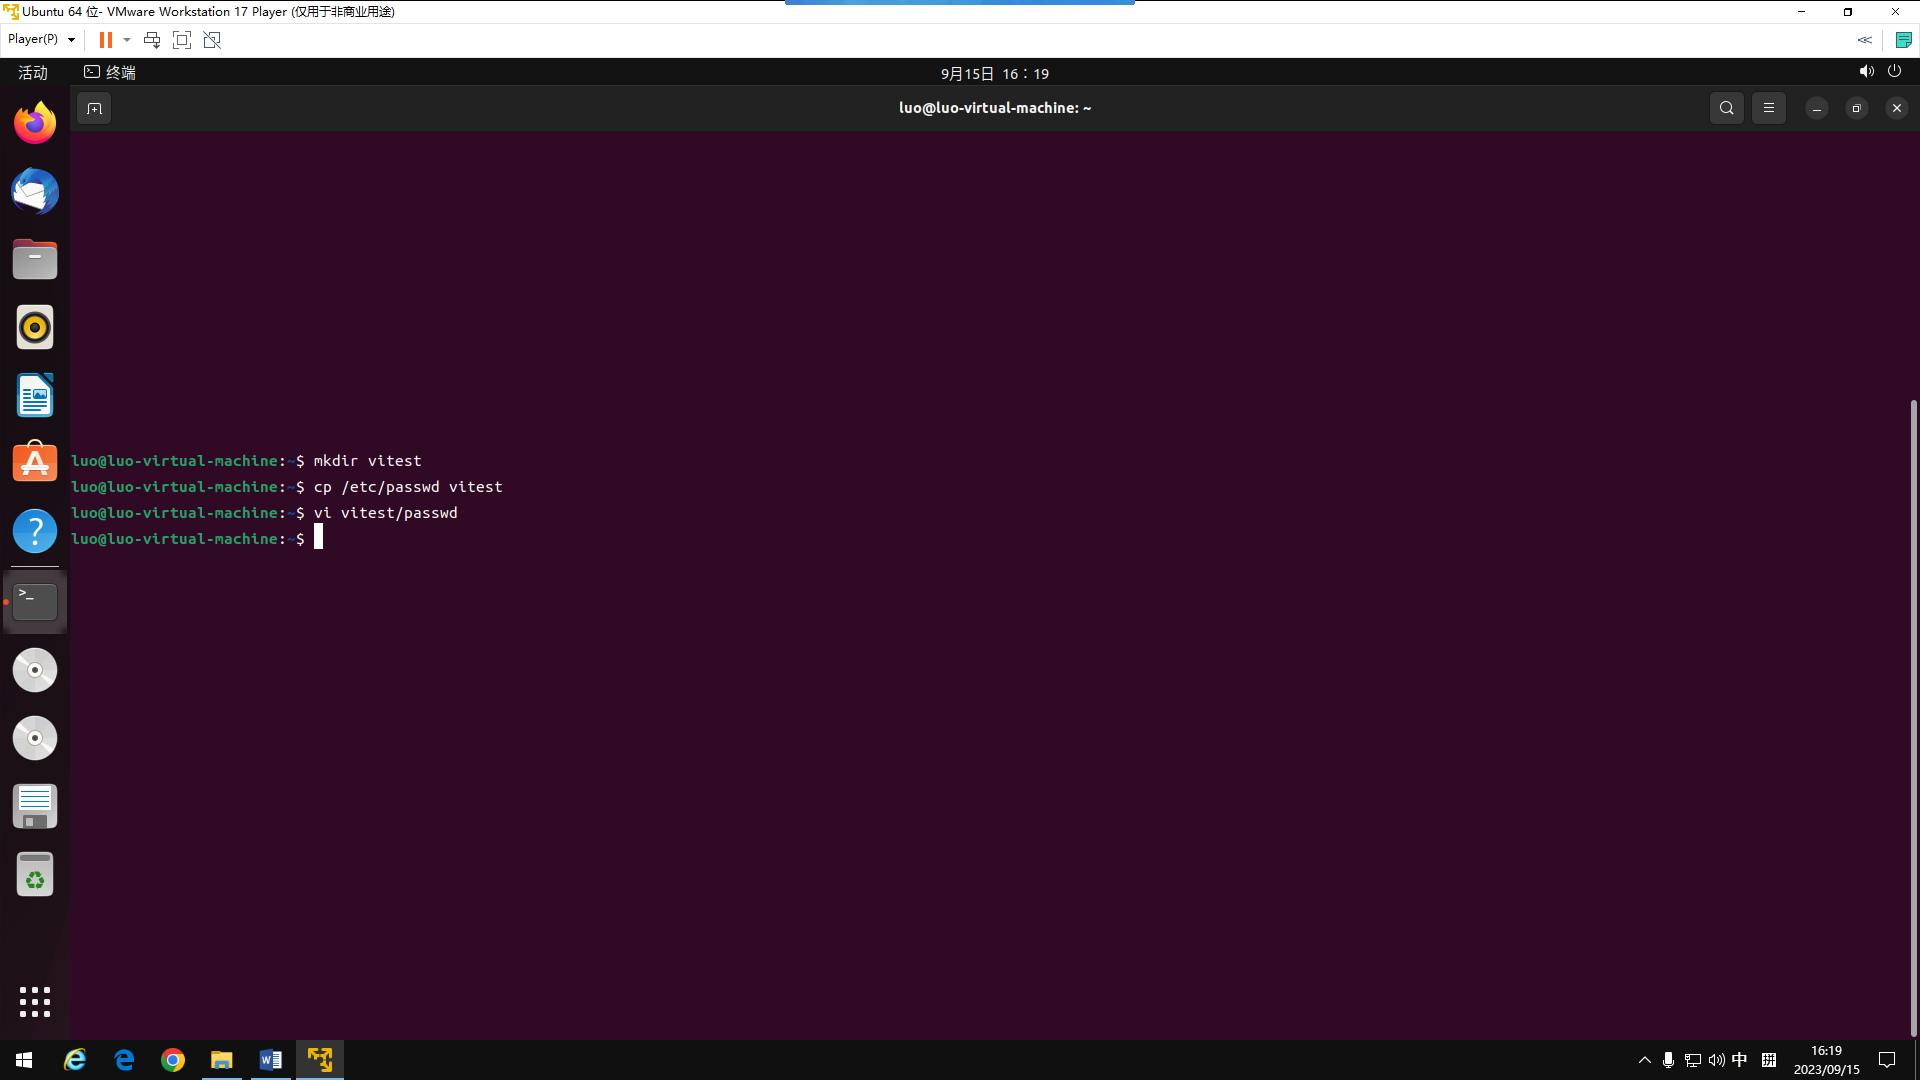 Ubuntu 64 位- VMware Workstation 17 Player (仅用于非商业用途)
Player(P)
活动
终端
9月15日 16：19
luo@luo-virtual-machine: ~
luo@luo-virtual-machine:~$ mkdir vitest
luo@luo-virtual-machine:~$ cp /etc/passwd vitest
luo@luo-virtual-machine:~$ vi vitest/passwd
luo@luo-virtual-machine:~$
中
16:19
2023/09/15